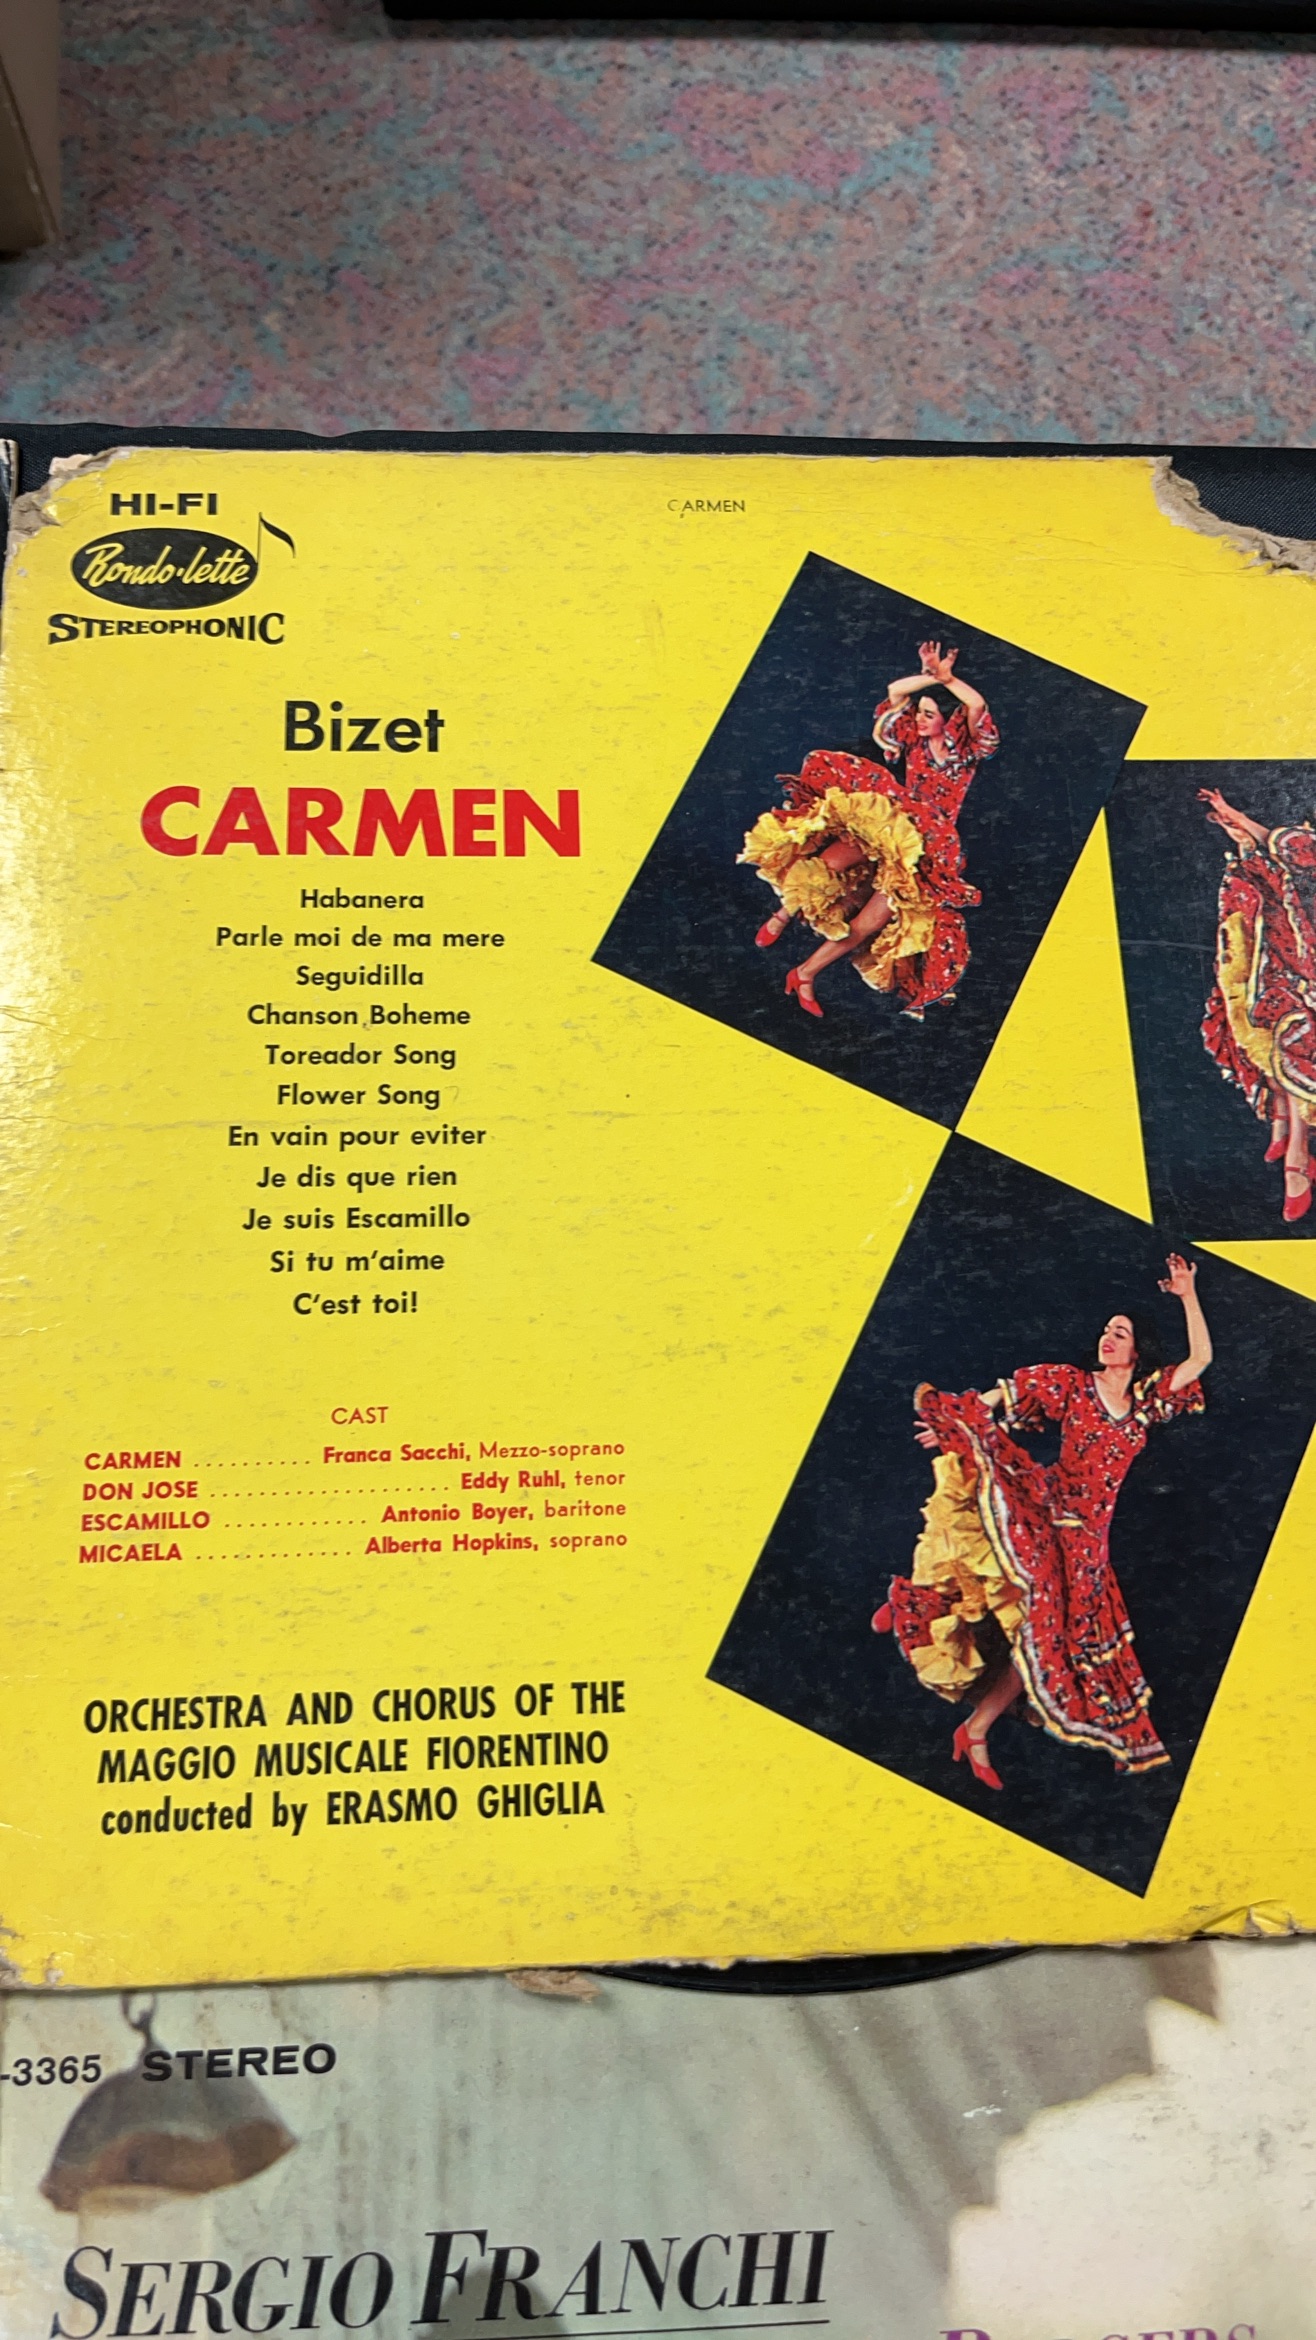 HI-FI
Rondo-lette
STEREOPHONIC
CARMEN
Bizet
CARMEN
Habanera
Parle moi de ma mere
Seguidilla
Chanson Boheme
Toreador Song
Flower Song
En vain pour eviter
Je dis que rien
Je suis Escamillo
Si tu m'aime
C'est toi!
CAST
CARMEN .......... Franca Sacchi, Mezzo-soprano
DON JOSE .................... Eddy Ruhl, tenor
ESCAMILLO ............ Antonio Boyer, baritone
MICAELA ............. Alberta Hopkins, soprano
ORCHESTRA AND CHORUS OF THE
MAGGIO MUSICALE FIORENTINO
conducted by ERASMO GHIGLIA
-3365 STEREO
SERGIO FRANCHI